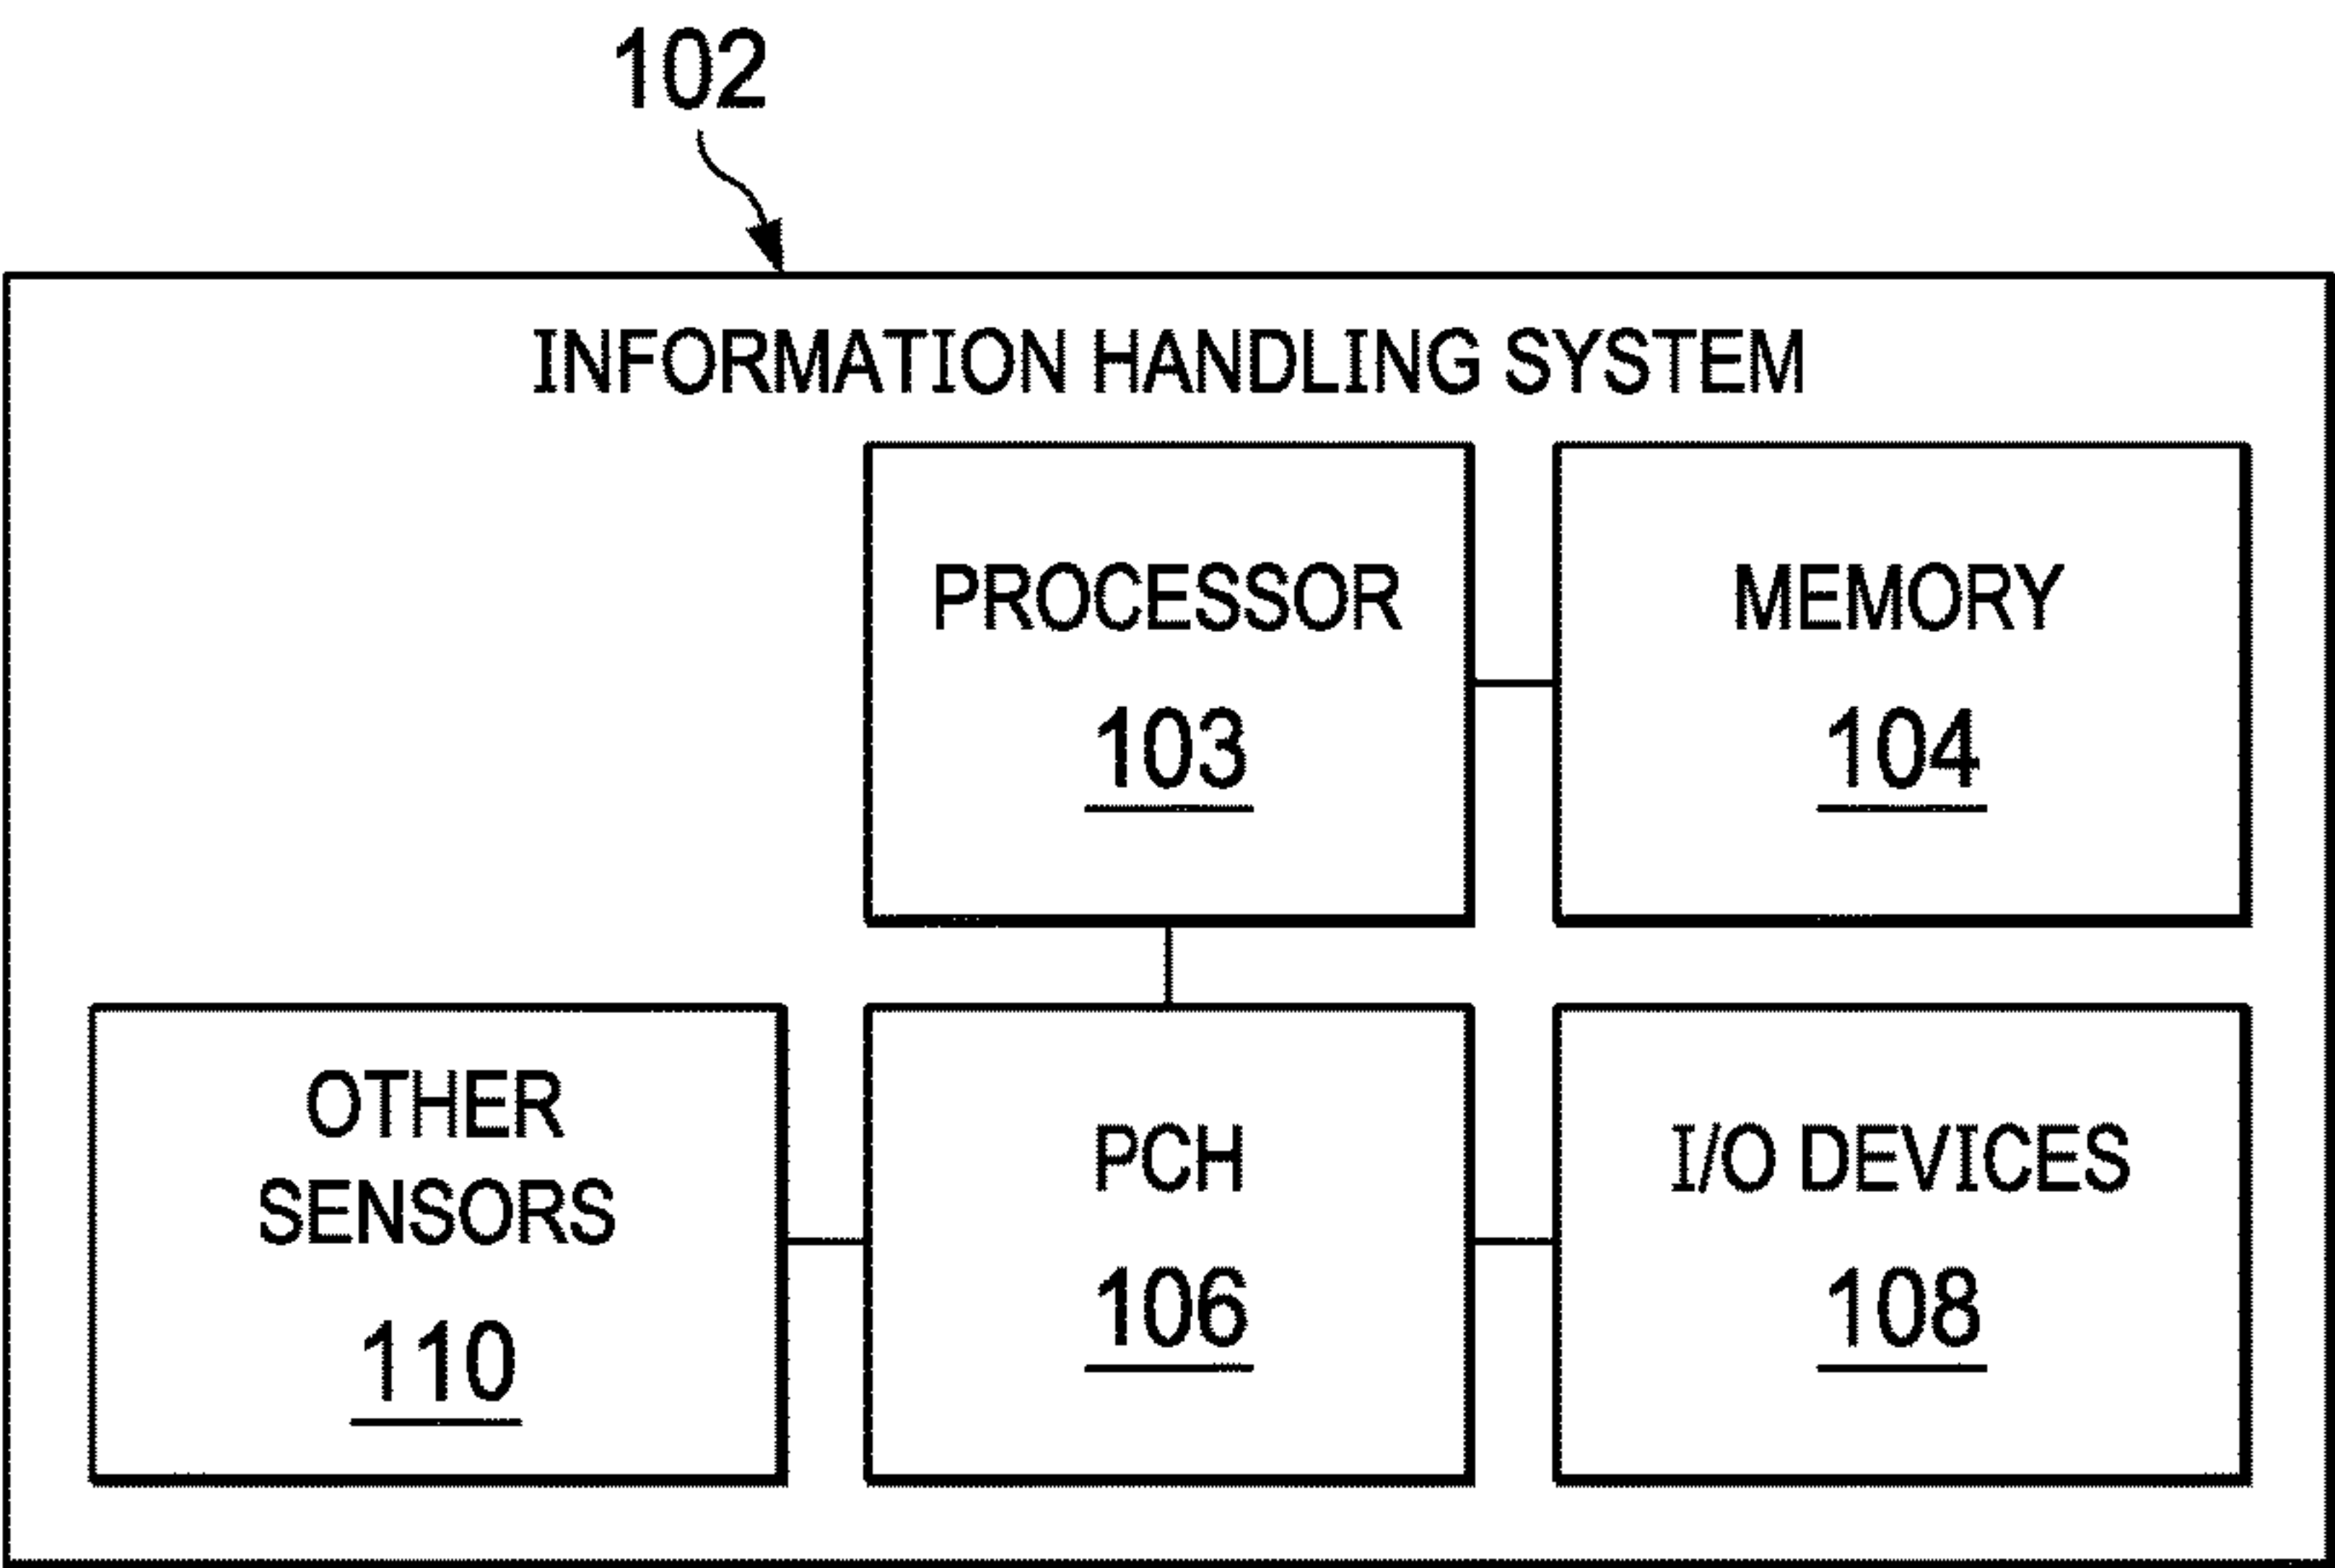 102
INFORMATION HANDLING SYSTEM
PROCESSOR
103
MEMORY
104
OTHER
SENSORS
110
PCH
106
I/O DEVICES
108